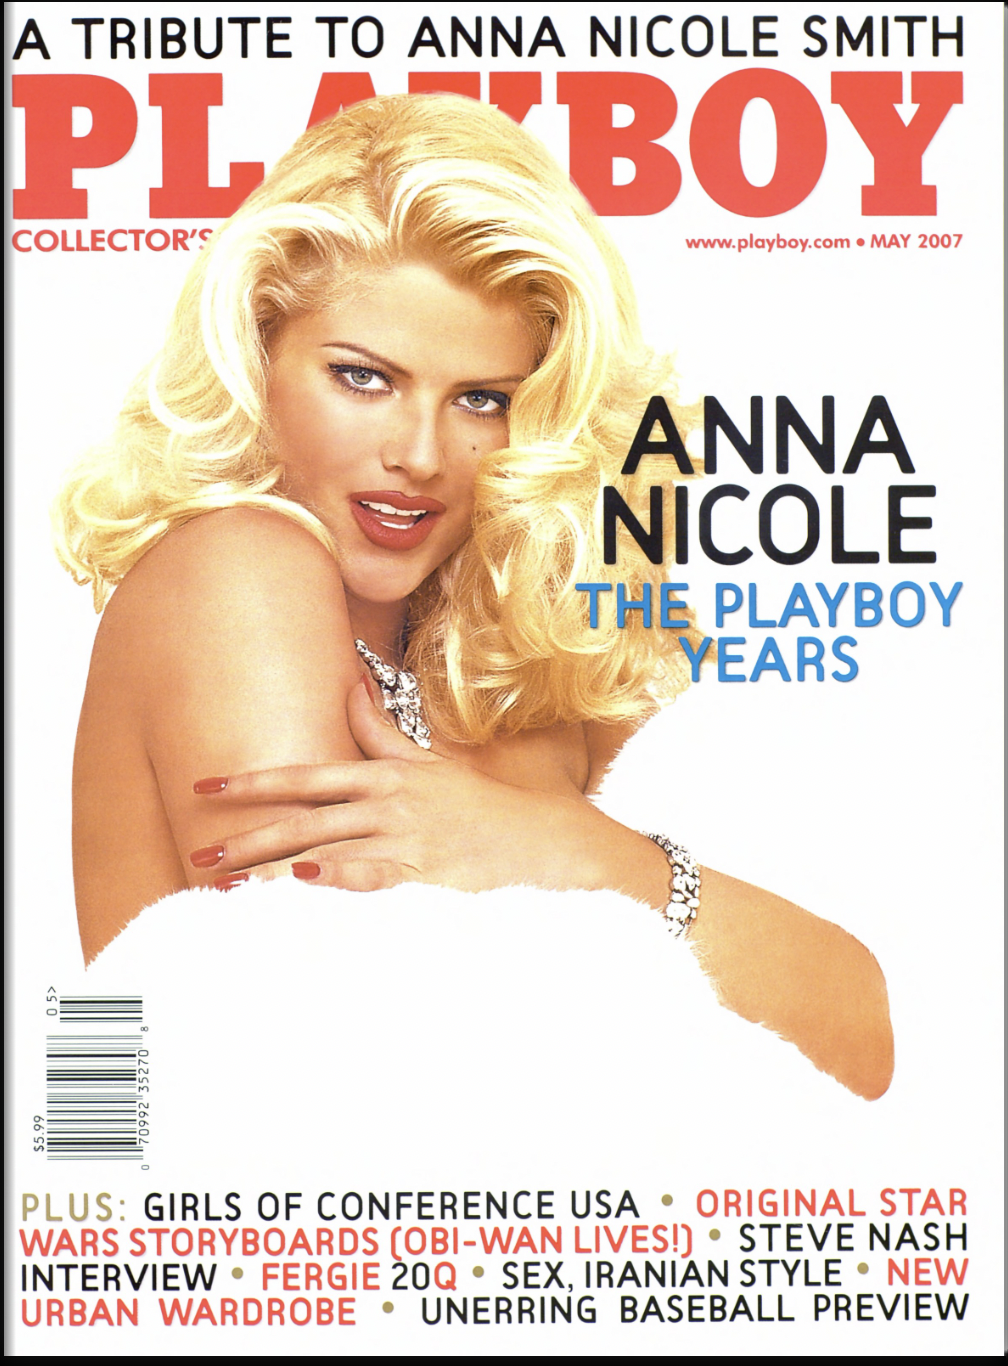 A TRIBUTE TO ANNA NICOLE SMITH
PLAYBOY
COLLECTOR'S
www.playboy.com • MAY 2007
ANNA
NICOLE
THE PLAYBOY
YEARS
05>
$5.99
0 70992 35270 8
PLUS: GIRLS OF CONFERENCE USA • ORIGINAL STAR
WARS STORYBOARDS (OBI-WAN LIVES!) • STEVE NASH
INTERVIEW • FERGIE 20Q • SEX, IRANIAN STYLE • NEW
URBAN WARDROBE • UNERRING BASEBALL PREVIEW